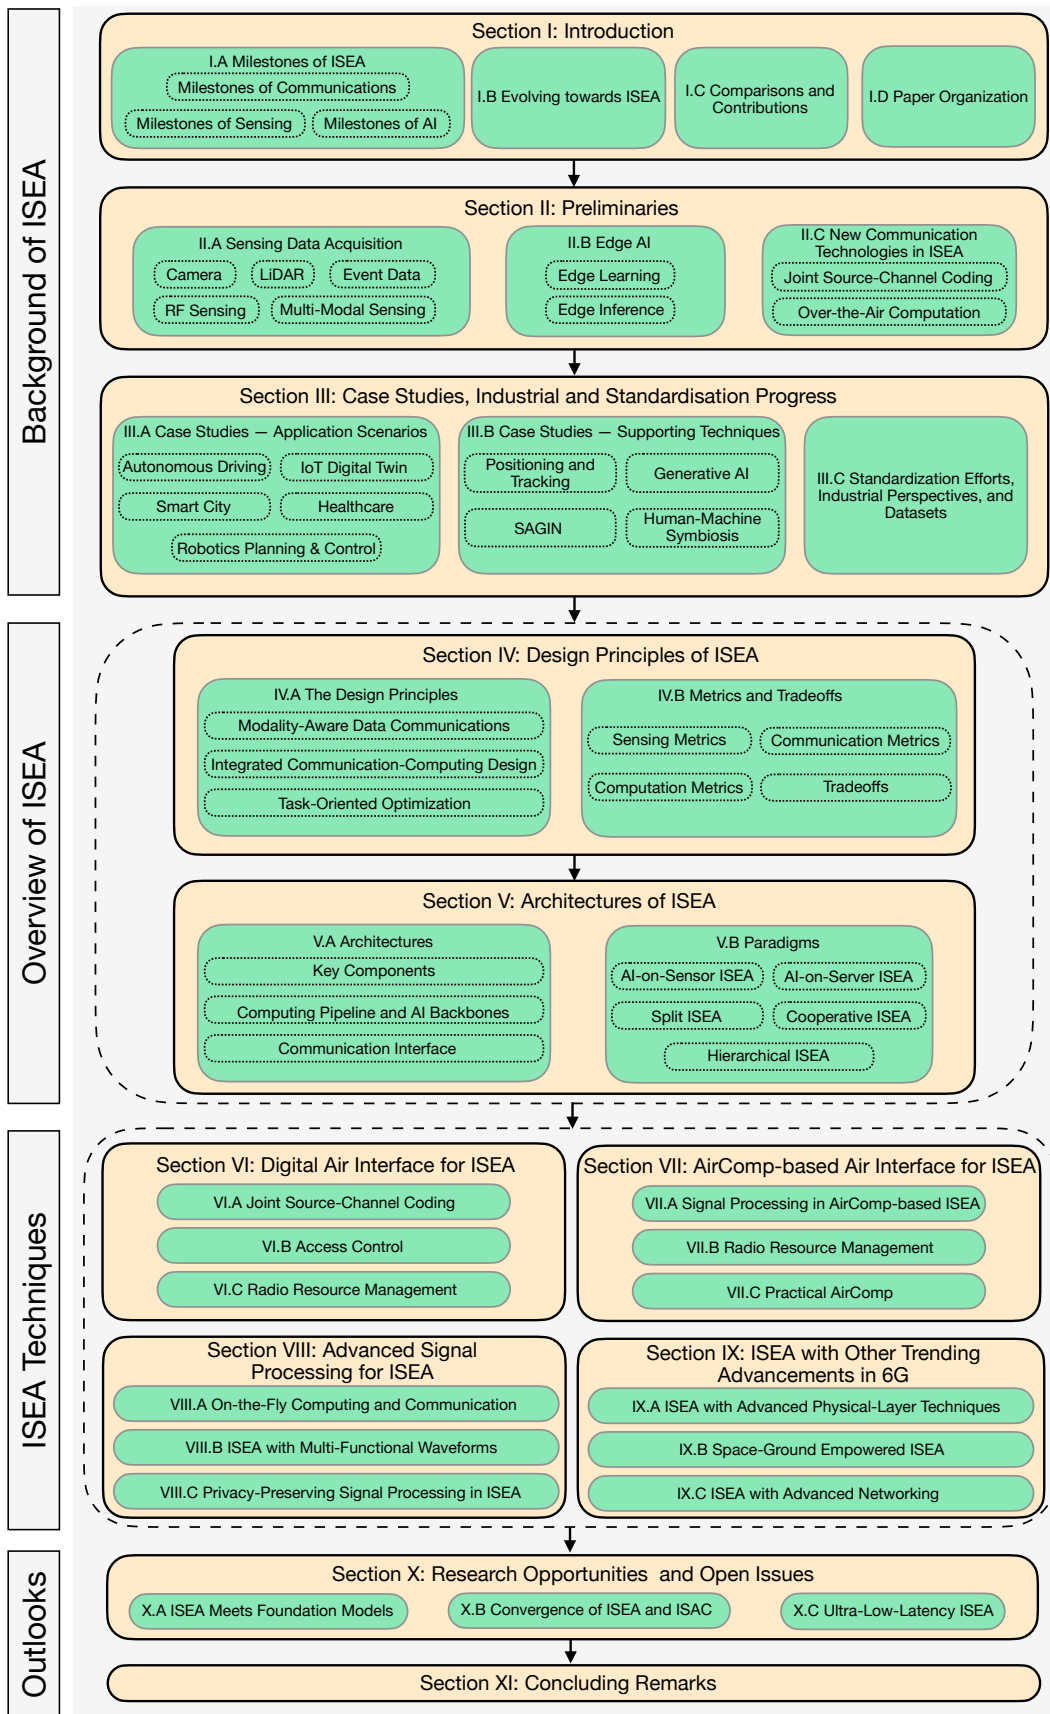 Background of ISEA
Section I: Introduction
I.A Milestones of ISEA
Milestones of Communications
Milestones of Sensing
Milestones of AI
I.B Evolving towards ISEA
I.C Comparisons and
Contributions
I.D Paper Organization
Section II: Preliminaries
II.A Sensing Data Acquisition
Camera
LiDAR
Event Data
RF Sensing
Multi-Modal Sensing
II.B Edge AI
Edge Learning
Edge Inference
II.C New Communication
Technologies in ISEA
Joint Source-Channel Coding
Over-the-Air Computation
Section III: Case Studies, Industrial and Standardisation Progress
III.A Case Studies — Application Scenarios
Autonomous Driving
IoT Digital Twin
Smart City
Healthcare
Robotics Planning & Control
III.B Case Studies — Supporting Techniques
Positioning and
Tracking
Generative AI
SAGIN
Human-Machine
Symbiosis
III.C Standardization Efforts,
Industrial Perspectives, and
Datasets
Overview of ISEA
Section IV: Design Principles of ISEA
IV.A The Design Principles
Modality-Aware Data Communications
Integrated Communication-Computing Design
Task-Oriented Optimization
IV.B Metrics and Tradeoffs
Sensing Metrics
Communication Metrics
Computation Metrics
Tradeoffs
Section V: Architectures of ISEA
V.A Architectures
Key Components
Computing Pipeline and AI Backbones
Communication Interface
V.B Paradigms
AI-on-Sensor ISEA
AI-on-Server ISEA
Split ISEA
Cooperative ISEA
Hierarchical ISEA
ISEA Techniques
Section VI: Digital Air Interface for ISEA
VI.A Joint Source-Channel Coding
VI.B Access Control
VI.C Radio Resource Management
Section VII: AirComp-based Air Interface for ISEA
VII.A Signal Processing in AirComp-based ISEA
VII.B Radio Resource Management
VII.C Practical AirComp
Section VIII: Advanced Signal
Processing for ISEA
VIII.A On-the-Fly Computing and Communication
VIII.B ISEA with Multi-Functional Waveforms
VIII.C Privacy-Preserving Signal Processing in ISEA
Section IX: ISEA with Other Trending
Advancements in 6G
IX.A ISEA with Advanced Physical-Layer Techniques
IX.B Space-Ground Empowered ISEA
IX.C ISEA with Advanced Networking
Outlooks
Section X: Research Opportunities and Open Issues
X.A ISEA Meets Foundation Models
X.B Convergence of ISEA and ISAC
X.C Ultra-Low-Latency ISEA
Section XI: Concluding Remarks